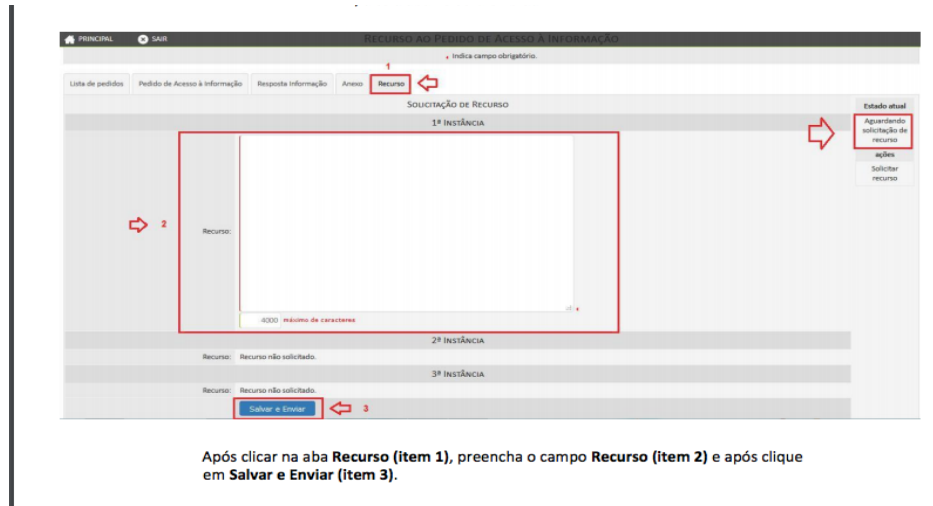 PRINCIPAL SAIR RECURSO AO PEDIDO DE ACESSO À INFORMAÇÃO
Indica campo obrigatório.
1
Lista de pedidos Pedido de Acesso à Informação Resposta Informação Anexo Recurso
SOLICITAÇÃO DE RECURSO Estado atual
1ª INSTÂNCIA Aguardando
solicitação de
recurso
ações
Solicitar
recurso
2
Recurso:
4000 máximo de caracteres
2ª INSTÂNCIA
Recurso: Recurso não solicitado.
3ª INSTÂNCIA
Recurso: Recurso não solicitado.
Salvar e Enviar 3
Após clicar na aba Recurso (item 1), preencha o campo Recurso (item 2) e após clique
em Salvar e Enviar (item 3).